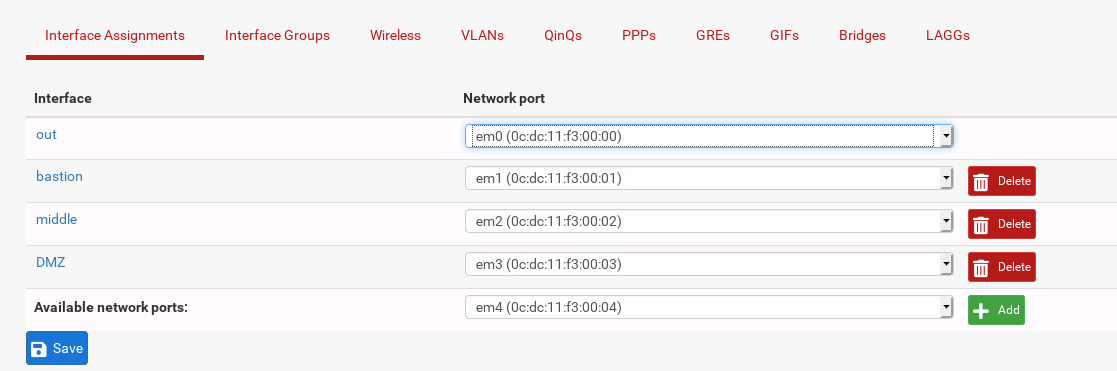 Interface Assignments Interface Groups Wireless VLANs QinQs PPPs GREs GIFs Bridges LAGGs
Interface Network port
out em0 (0c:dc:11:f3:00:00)
bastion em1 (0c:dc:11:f3:00:01) Delete
middle em2 (0c:dc:11:f3:00:02) Delete
DMZ em3 (0c:dc:11:f3:00:03) Delete
Available network ports: em4 (0c:dc:11:f3:00:04) Add
Save